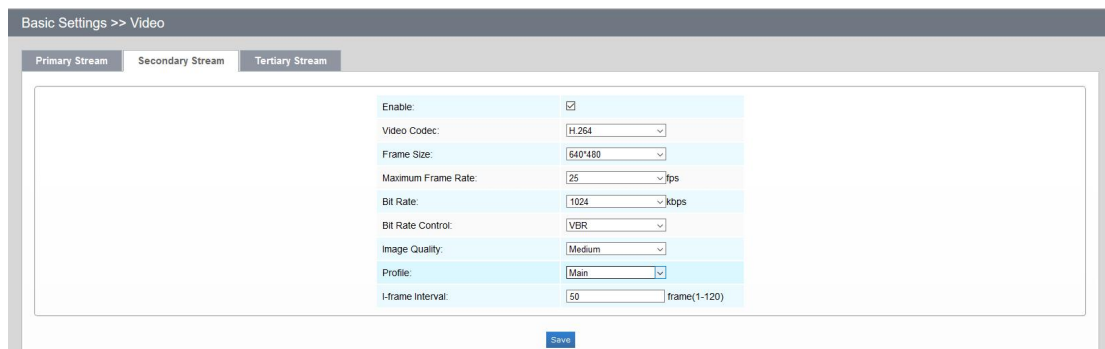 Basic Settings >> Video
Primary Stream Secondary Stream Tertiary Stream
Enable:
Video Codec: H.264
Frame Size: 640*480
Maximum Frame Rate: 25 fps
Bit Rate: 1024 kbps
Bit Rate Control: VBR
Image Quality: Medium
Profile: Main
I-frame Interval: 50 frame(1-120)
Save